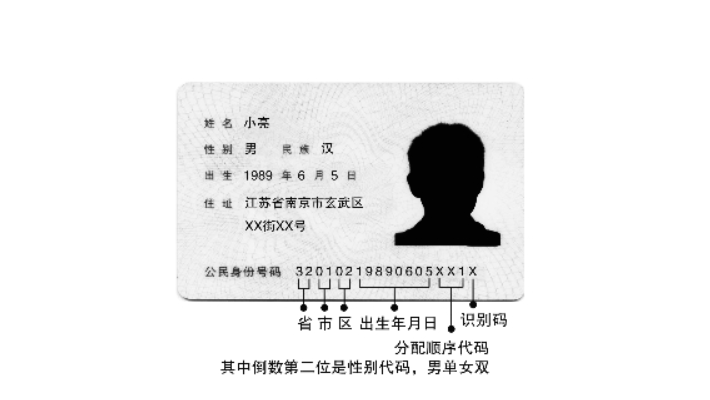 姓 名 小亮
性 别 男 民 族 汉
出 生 1989 年 6 月 5 日
住 址 江苏省南京市玄武区
XX街XX号
公民身份号码 32010219890605XX1X
省 市 区 出生年月日 识别码
分配顺序代码
其中倒数第二位是性别代码，男单女双